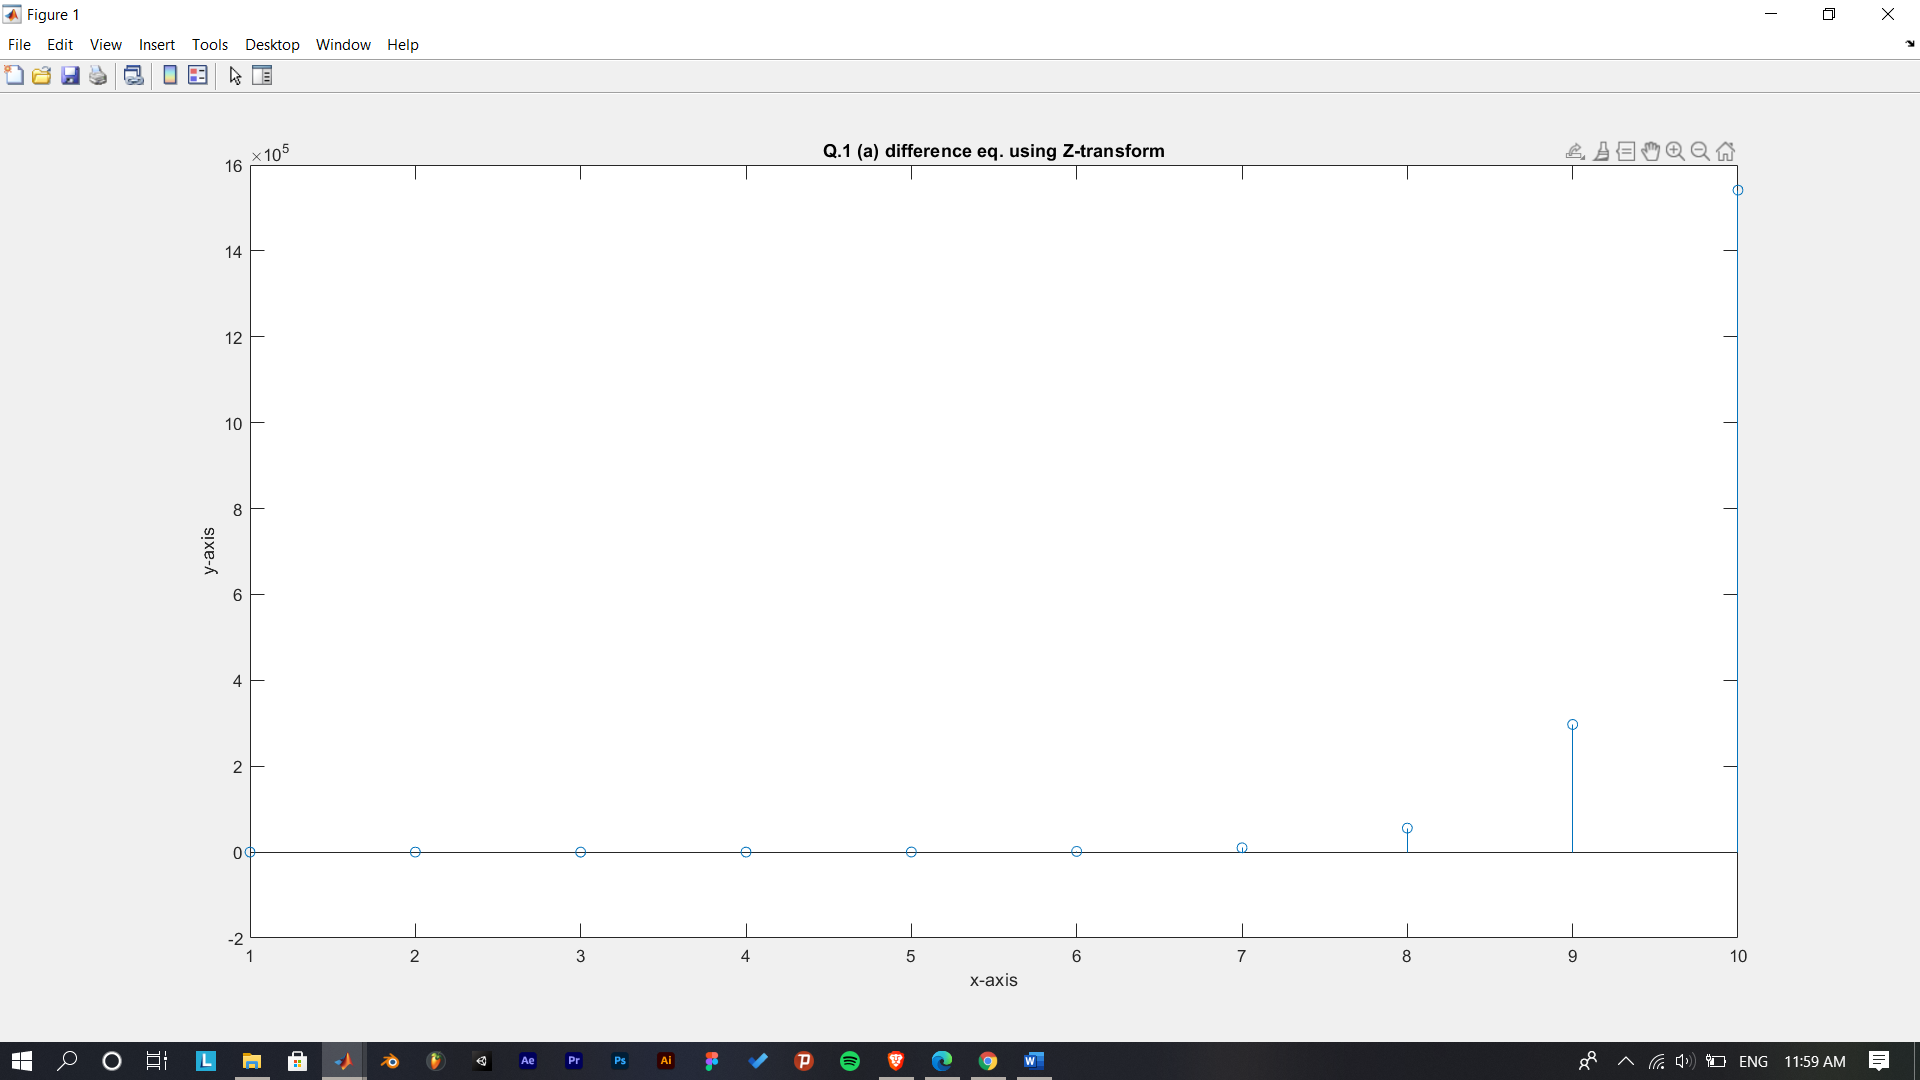 Figure 1
File Edit View Insert Tools Desktop Window Help
Q.1 (a) difference eq. using Z-transform
×10^5
16
14
12
10
8
6
4
2
0
-2
y-axis
1 2 3 4 5 6 7 8 9 10
x-axis
L Ae Pr Ps Ai W ENG 11:59 AM